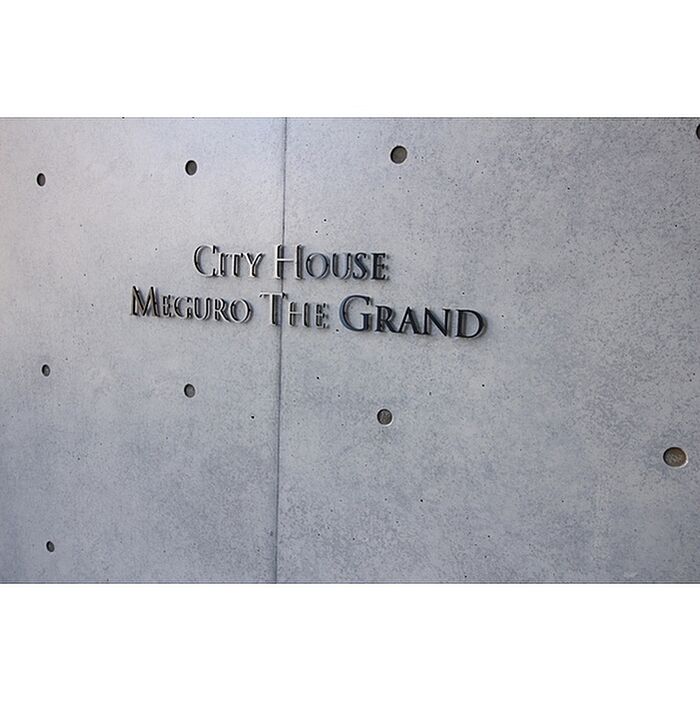 City House
Meguro The Grand